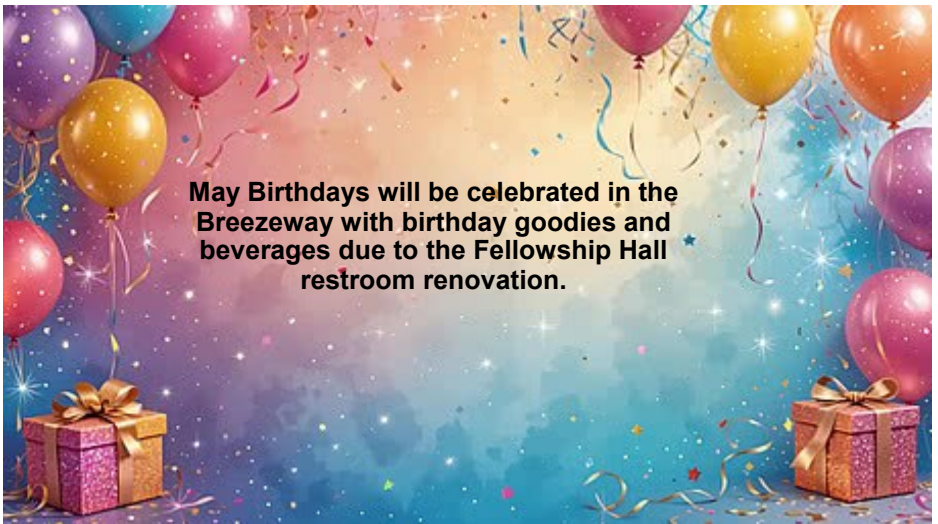 May Birthdays will be celebrated in the
Breezeway with birthday goodies and
beverages due to the Fellowship Hall
restroom renovation.